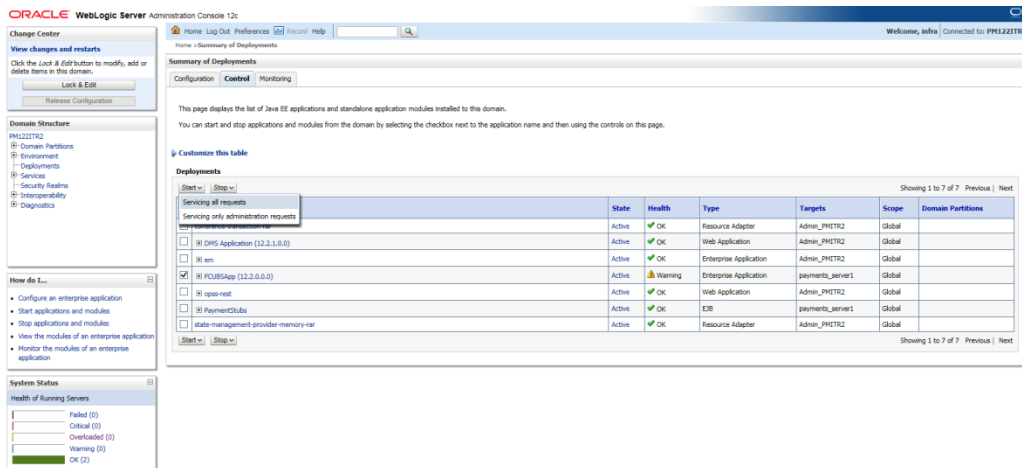 ORACLE WebLogic Server Administration Console 12c
Change Center
View changes and restarts
Click the Lock & Edit button to modify, add or
delete items in this domain.
Lock & Edit
Release Configuration
Domain Structure
PM122ITR2
Domain Partitions
Environment
Deployments
Services
Security Realms
Interoperability
Diagnostics
How do I...
Configure an enterprise application
Start applications and modules
Stop applications and modules
View the modules of an enterprise application
Monitor the modules of an enterprise
application
System Status
Health of Running Servers
Failed (0)
Critical (0)
Overloaded (0)
Warning (0)
OK (2)
Home Log Out Preferences Record Help
Welcome, infra Connected to: PM122ITR
Home >Summary of Deployments
Summary of Deployments
Configuration Control Monitoring
This page displays the list of Java EE applications and standalone application modules installed to this domain.
You can start and stop applications and modules from the domain by selecting the checkbox next to the application name and then using the controls on this page.
Customize this table
Deployments
Start Stop Showing 1 to 7 of 7 Previous | Next
Servicing all requests
Servicing only administration requests
State Health Type Targets Scope Domain Partitions
coherence-transaction-rar Active OK Resource Adapter Admin_PMITR2 Global
DMS Application (12.2.1.0.0) Active OK Web Application Admin_PMITR2 Global
em Active OK Enterprise Application Admin_PMITR2 Global
FCUBSApp (12.2.0.0.0) Active Warning Enterprise Application payments_server1 Global
opss-rest Active OK Web Application Admin_PMITR2 Global
PaymentStubs Active OK EJB payments_server1 Global
state-management-provider-memory-rar Active OK Resource Adapter Admin_PMITR2 Global
Start Stop Showing 1 to 7 of 7 Previous | Next